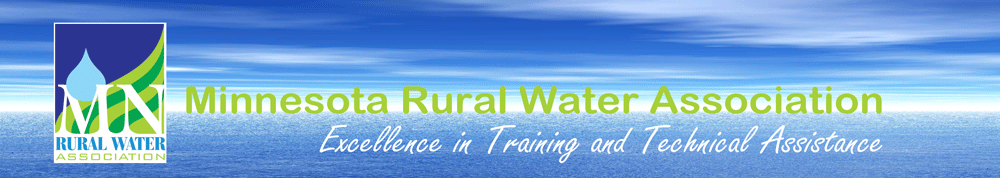 MN
RURAL WATER
ASSOCIATION
Minnesota Rural Water Association
Excellence in Training and Technical Assistance